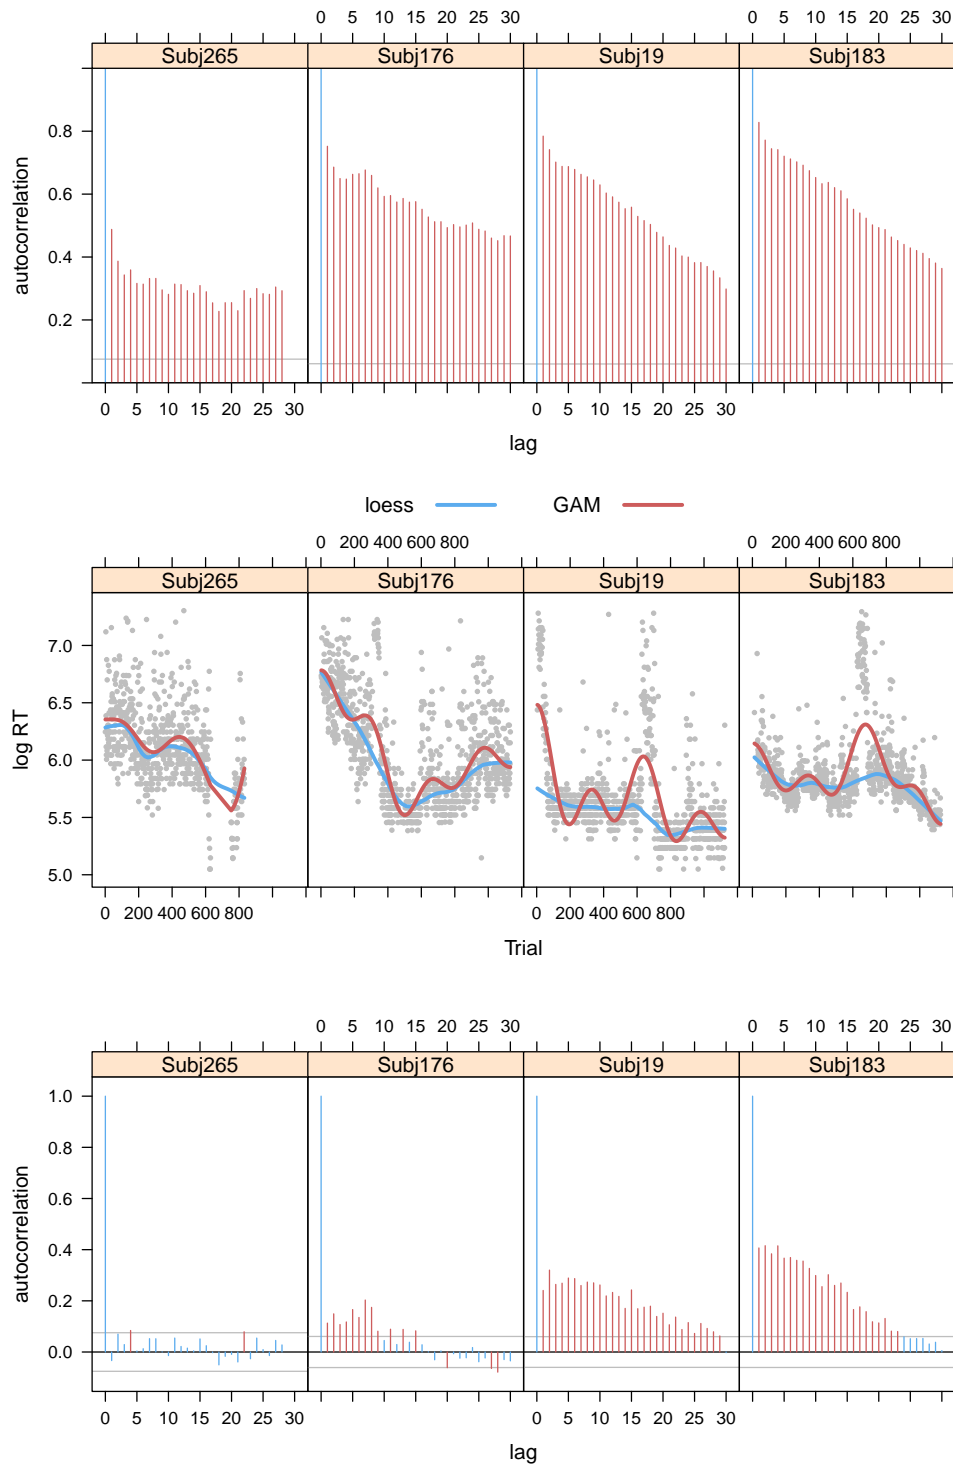 0 5 10 15 20 25 30 0 5 10 15 20 25 30
Subj265 Subj176 Subj19 Subj183
autocorrelation
0.8
0.6
0.4
0.2
0 5 10 15 20 25 30 0 5 10 15 20 25 30
lag
loess GAM
0 200 400 600 800 0 200 400 600 800
Subj265 Subj176 Subj19 Subj183
log RT
7.0
6.5
6.0
5.5
5.0
0 200 400 600 800 0 200 400 600 800
Trial
0 5 10 15 20 25 30 0 5 10 15 20 25 30
Subj265 Subj176 Subj19 Subj183
autocorrelation
1.0
0.8
0.6
0.4
0.2
0.0
0 5 10 15 20 25 30 0 5 10 15 20 25 30
lag